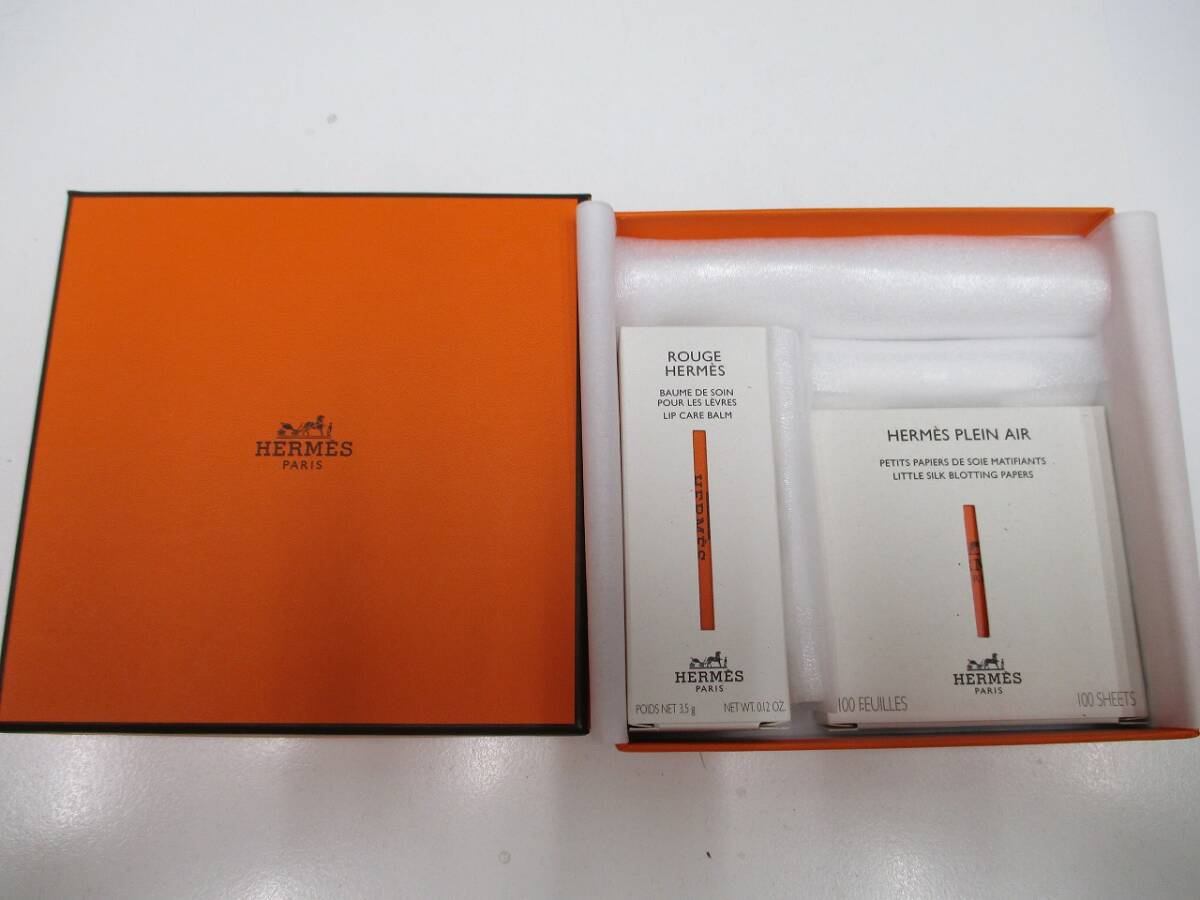 HERMÈS
PARIS
ROUGE
HERMÈS
BAUME DE SOIN
POUR LES LÈVRES
LIP CARE BALM
HERMÈS
HERMÈS
PARIS
POIDS NET 3,5 g NET WT. 0.12 OZ.
HERMÈS PLEIN AIR
PETITS PAPIERS DE SOIE MATIFIANTS
LITTLE SILK BLOTTING PAPERS
HERMÈS
PARIS
100 FEUILLES 100 SHEETS